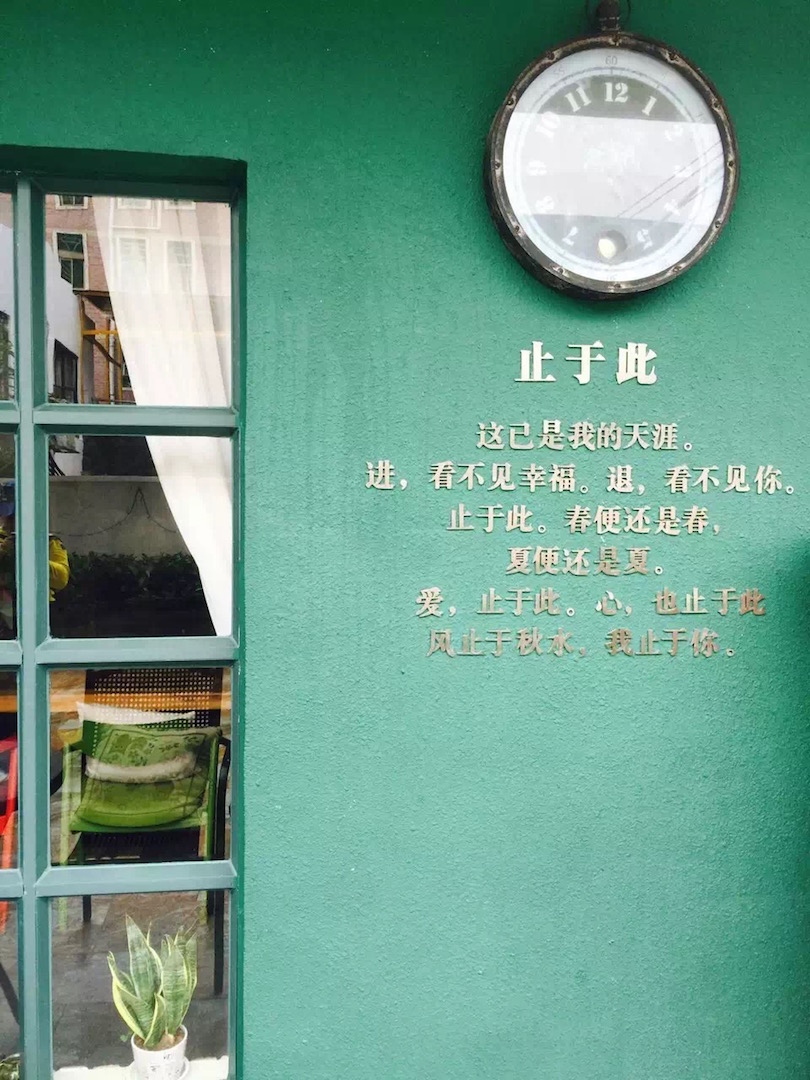 60
11 12 1
止于此
这已是我的天涯。
进，看不见幸福。退，看不见你。
止于此。春便还是春，
夏便还是夏。
爱，止于此。心，也止于此
风止于秋水，我止于你。